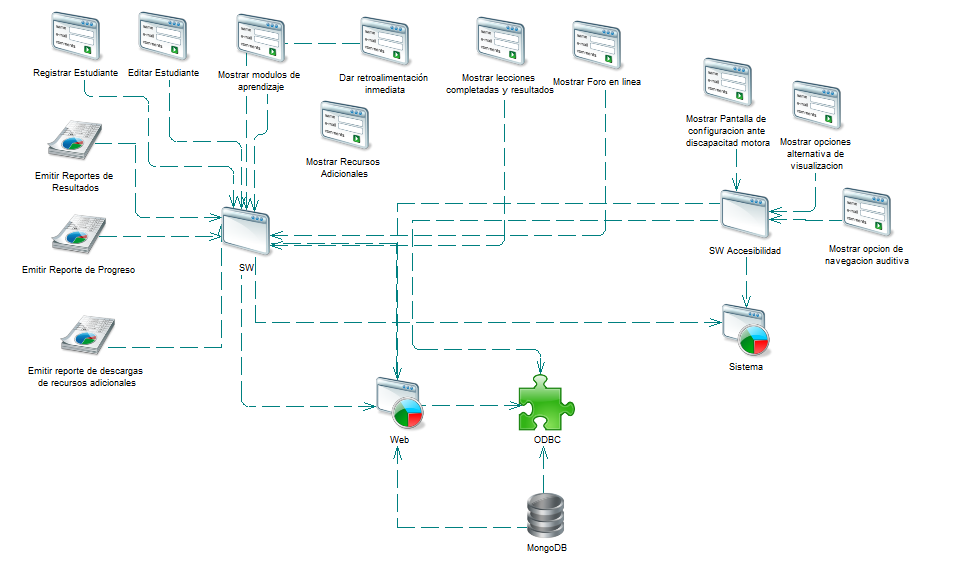 Registrar Estudiante
Editar Estudiante
Mostrar modulos de
aprendizaje
Dar retroalimentación
inmediata
Mostrar lecciones
completadas y resultados
Mostrar Foro en linea
Mostrar Pantalla de
configuracion ante
discapacitad motora
Mostrar opciones
alternativa de
visualizacion
Mostrar Recursos
Adicionales
Emitir Reportes de
Resultados
Mostrar opcion de
navegacion auditiva
SW Accesibilidad
Emitir Reporte de Progreso
SW
Sistema
Emitir reporte de descargas
de recursos adicionales
Web
ODBC
MongoDB